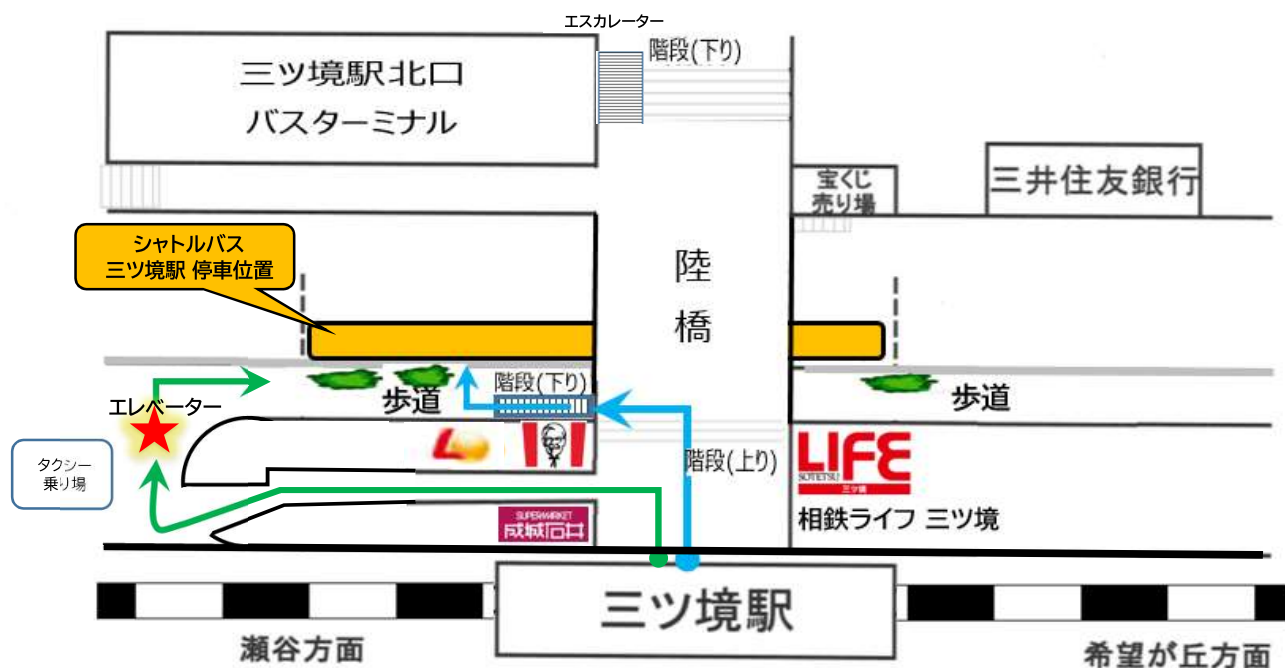 エスカレーター
階段(下り)
三ツ境駅北口
バスターミナル
宝くじ
売り場
三井住友銀行
シャトルバス
三ツ境駅 停車位置
陸
橋
階段(下り)
歩道
歩道
エレベーター
タクシー
乗り場
階段(上り)
LIFE
SOTETSU
三ツ境
相鉄ライフ 三ツ境
SUPERMARKET
成城石井
三ツ境駅
瀬谷方面
希望が丘方面